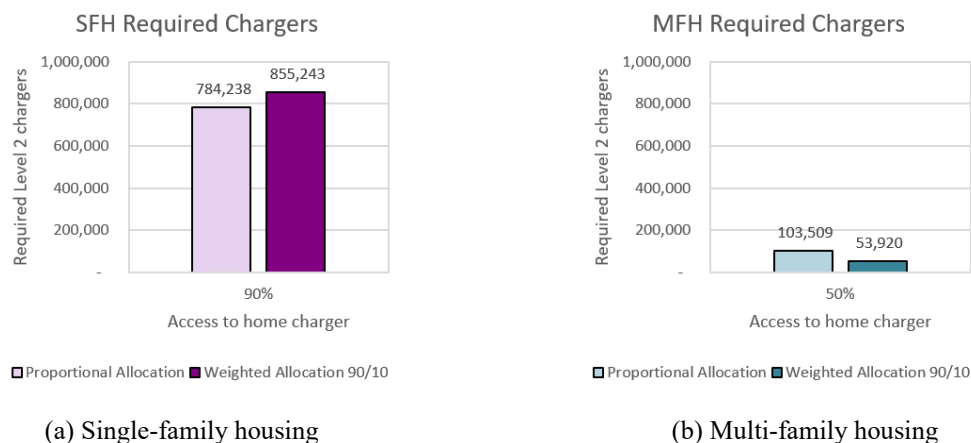 SFH Required Chargers
Required Level 2 chargers
1,000,000
800,000
600,000
400,000
200,000
-
784,238
855,243
90%
Access to home charger
Proportional Allocation
Weighted Allocation 90/10
(a) Single-family housing
MFH Required Chargers
Required Level 2 chargers
1,000,000
800,000
600,000
400,000
200,000
-
103,509
53,920
50%
Access to home charger
Proportional Allocation
Weighted Allocation 90/10
(b) Multi-family housing